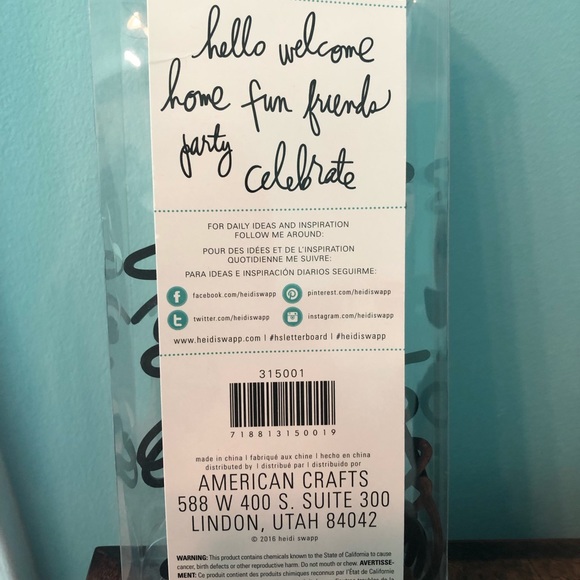 hello welcome
home fun friends
party celebrate
FOR DAILY IDEAS AND INSPIRATION
FOLLOW ME AROUND:
POUR DES IDÉES ET DE L'INSPIRATION
QUOTIDIENNE ME SUIVRE:
PARA IDEAS E INSPIRACIÓN DIARIOS SEGUIRME:
facebook.com/heidiswapp pinterest.com/heidiswapp
twitter.com/heidiswapp instagram.com/heidiswapp
www.heidiswapp.com | #hsletterboard | #heidiswapp
315001
718813150019
made in china | fabriqué aux chine | hecho en china
distributed by | distribué par | distribuido por
AMERICAN CRAFTS
588 W 400 S. SUITE 300
LINDON, UTAH 84042
© 2016 heidi swapp
WARNING: This product contains chemicals known to the State of California to cause
cancer, birth defects or other reproductive harm. Do not mouth or chew. AVERTISSE-
MENT: Ce produit contient des produits chimiques reconnus par l'État de Californie